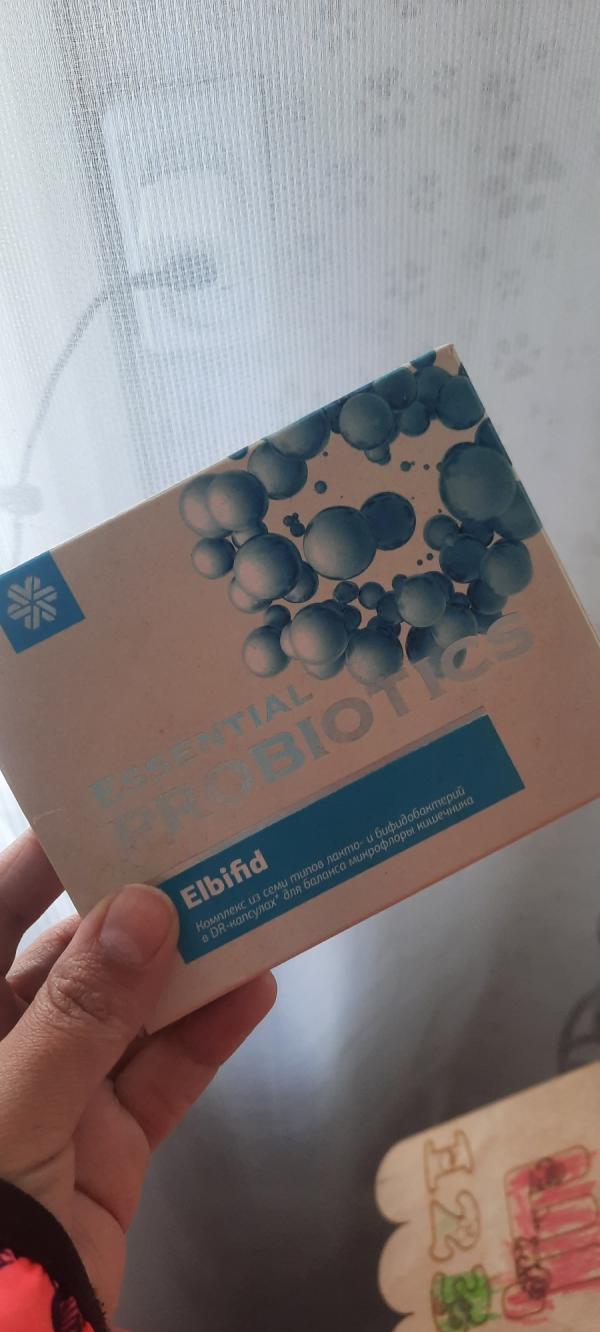 ESSENTIAL
PROBIOTICS
Elbifid
Комплекс из семи типов лакто- и бифидобактерий
в DR-капсулах* для баланса микрофлоры кишечника